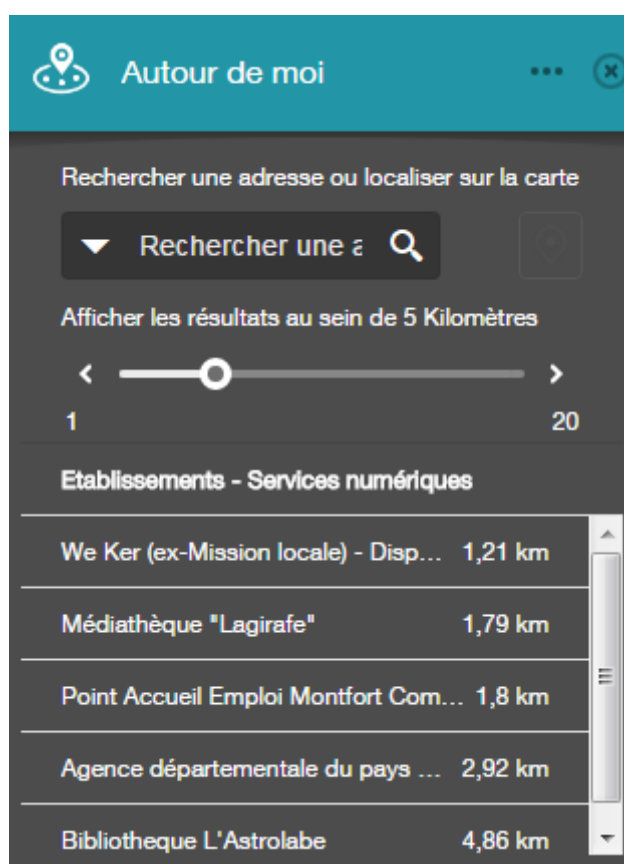 Autour de moi
Rechercher une adresse ou localiser sur la carte
Rechercher une a
Afficher les résultats au sein de 5 Kilomètres
1 20
Etablissements - Services numériques
We Ker (ex-Mission locale) - Disp... 1,21 km
Médiathèque "Lagirafe" 1,79 km
Point Accueil Emploi Montfort Com... 1,8 km
Agence départementale du pays ... 2,92 km
Bibliotheque L'Astrolabe 4,86 km